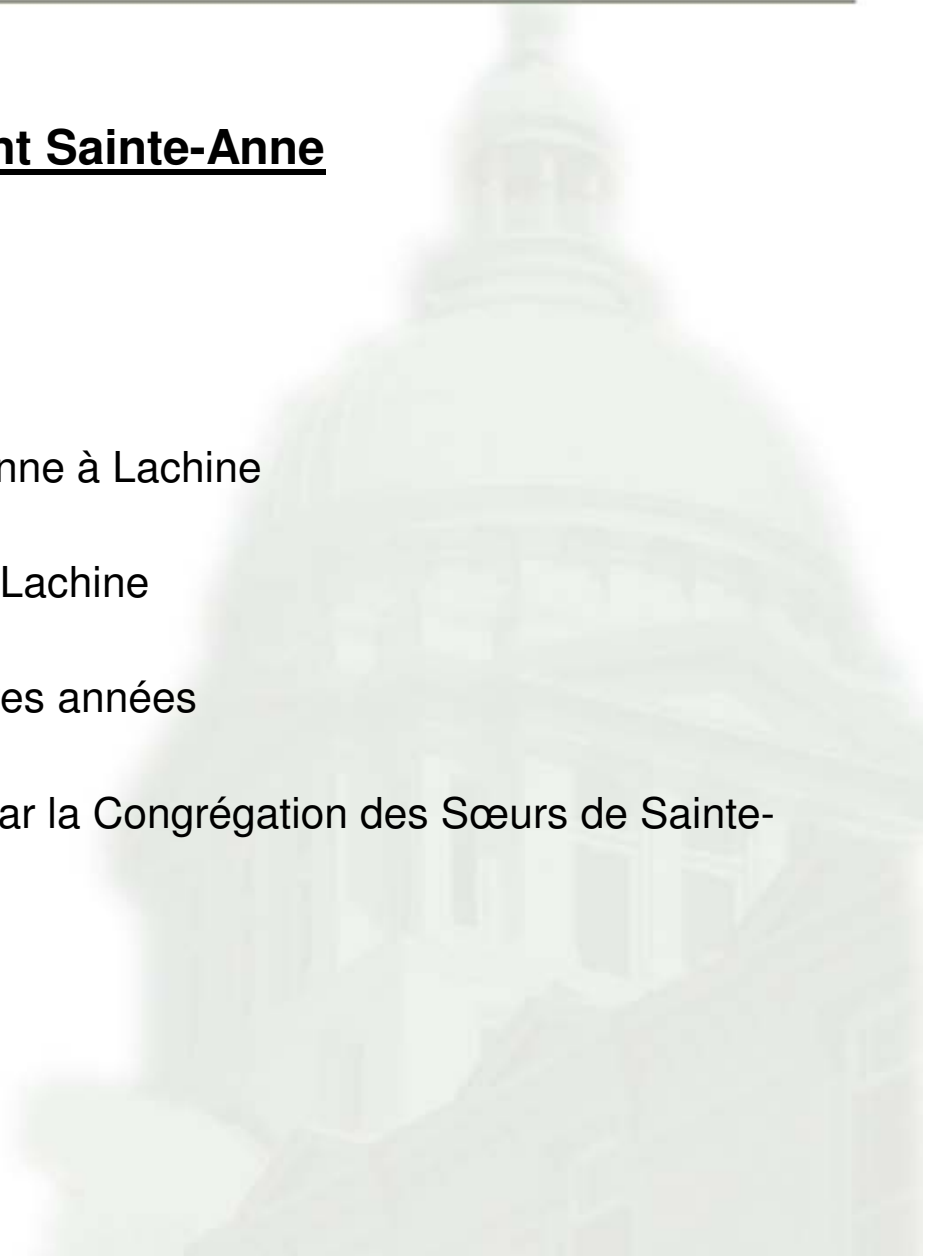 nt Sainte-Anne
nne à Lachine
Lachine
es années
ar la Congrégation des Sœurs de Sainte-